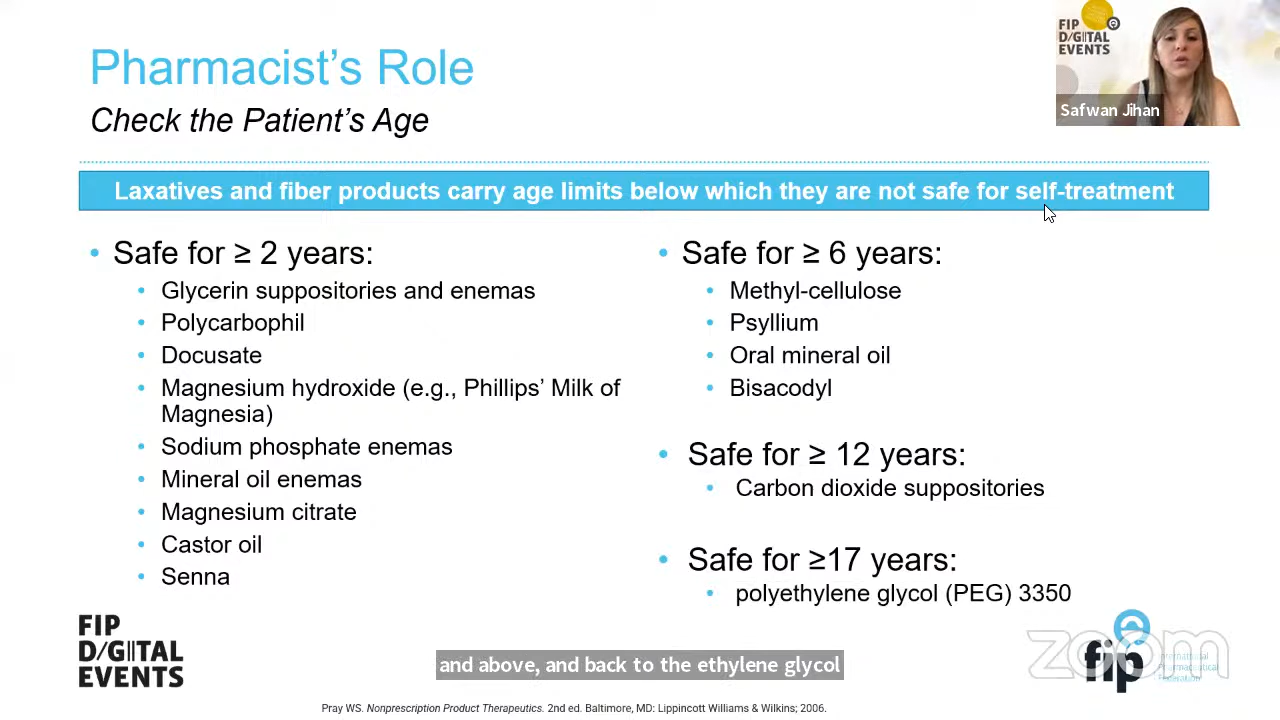 Pharmacist's Role
Check the Patient's Age
FIP
D/GITAL
EVENTS
Safwan Jihan
Laxatives and fiber products carry age limits below which they are not safe for self-treatment
• Safe for ≥ 2 years:
• Glycerin suppositories and enemas
• Polycarbophil
• Docusate
• Magnesium hydroxide (e.g., Phillips' Milk of
Magnesia)
• Sodium phosphate enemas
• Mineral oil enemas
• Magnesium citrate
• Castor oil
• Senna
• Safe for ≥ 6 years:
• Methyl-cellulose
• Psyllium
• Oral mineral oil
• Bisacodyl
• Safe for ≥ 12 years:
• Carbon dioxide suppositories
• Safe for ≥17 years:
• polyethylene glycol (PEG) 3350
FIP
D/GITAL
EVENTS
and above, and back to the ethylene glycol
zoom
fip
International
Pharmaceutical
Federation
Pray WS. Nonprescription Product Therapeutics. 2nd ed. Baltimore, MD: Lippincott Williams & Wilkins; 2006.